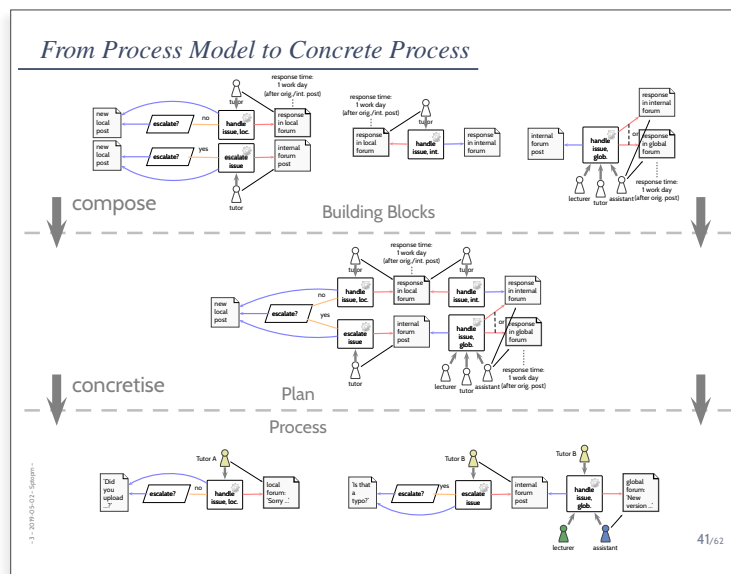 From Process Model to Concrete Process
new
local
post
escalate?
no
handle
issue, loc.
tutor
response time:
1 work day
(after orig./int. post)
response
in local
forum
new
local
post
escalate?
yes
escalate
issue
internal
forum
post
tutor
response time:
1 work day
(after orig./int. post)
response
in local
forum
tutor
handle
issue, int.
response
in internal
forum
internal
forum
post
handle
issue,
glob.
response
in internal
forum
or
response
in global
forum
lecturer
tutor
assistant
response time:
1 work day
(after orig. post)
compose
Building Blocks
new
local
post
escalate?
no
yes
tutor
handle
issue, loc.
response time:
1 work day
(after orig./int. post)
response
in local
forum
tutor
handle
issue, int.
response
in internal
forum
escalate
issue
tutor
internal
forum
post
handle
issue,
glob.
or
response
in global
forum
lecturer
tutor
assistant
response time:
1 work day
(after orig. post)
concretise
Plan
Process
'Did
you
upload
...?'
escalate?
no
Tutor A
handle
issue, loc.
local
forum:
'Sorry ...'
'Is that
a
typo?'
escalate?
yes
Tutor B
escalate
issue
internal
forum
post
Tutor B
handle
issue,
glob.
global
forum:
'New
version ...'
lecturer
assistant
– 3 – 2019-05-02 – Sptopm –
41/62